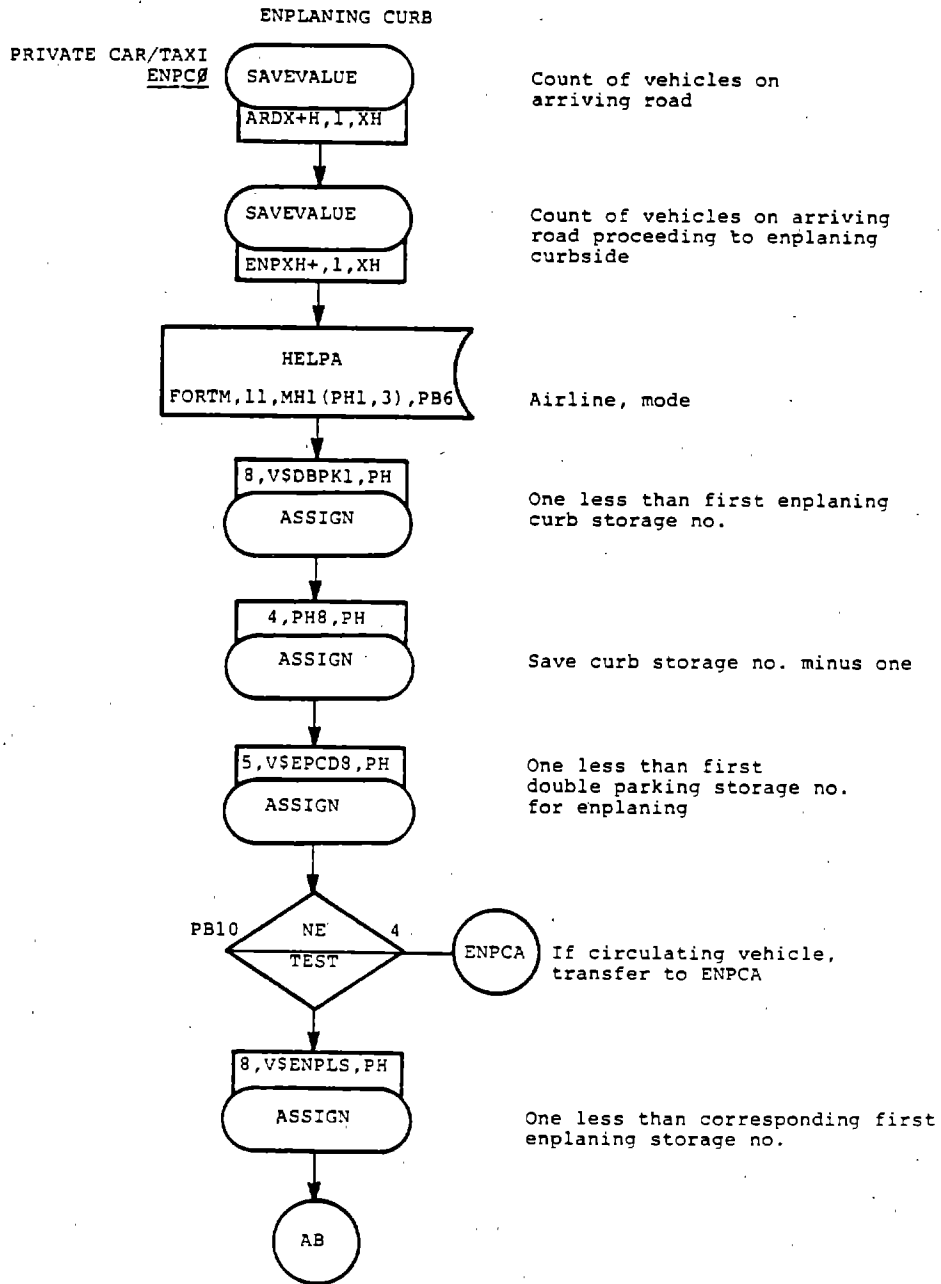 ENPLANING CURB
PRIVATE CAR/TAXI
ENPCØ
SAVEVALUE
ARDX+H,1,XH
Count of vehicles on
arriving road
SAVEVALUE
ENPXH+,1,XH
Count of vehicles on arriving
road proceeding to enplaning
curbside
HELPA
FORTM,11,MH1(PH1,3),PB6
Airline, mode
8,V$DBPK1,PH
ASSIGN
One less than first enplaning
curb storage no.
4,PH8,PH
ASSIGN
Save curb storage no. minus one
5,V$EPCD8,PH
ASSIGN
One less than first
double parking storage no.
for enplaning
PB10
NE
4
TEST
ENPCA
If circulating vehicle,
transfer to ENPCA
8,V$ENPLS,PH
ASSIGN
One less than corresponding first
enplaning storage no.
AB